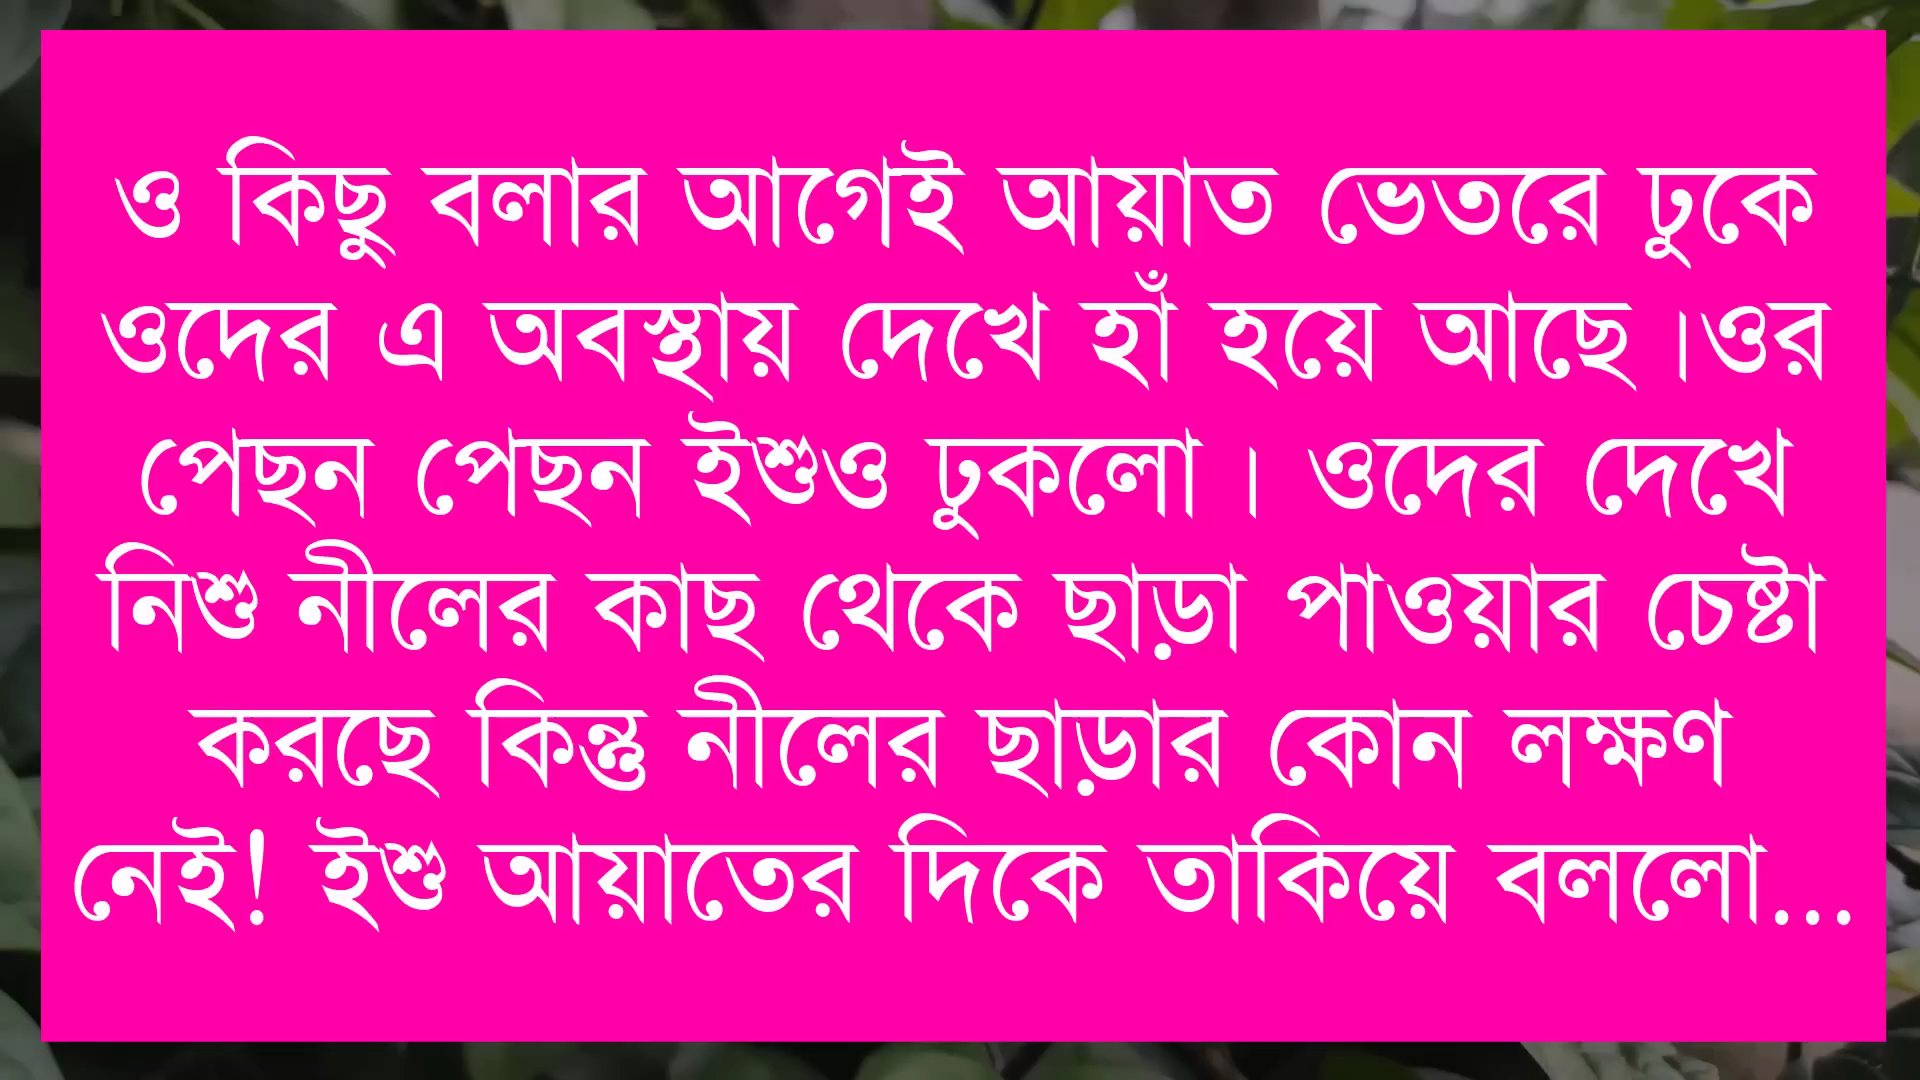 ও কিছু বলার আগেই আয়াত ভেতরে ঢুকে
ওদের এ অবস্থায় দেখে হাঁ হয়ে আছে।ওর
পেছন পেছন ইশুও ঢুকলো। ওদের দেখে
নিশু নীলের কাছ থেকে ছাড়া পাওয়ার চেষ্টা
করছে কিন্তু নীলের ছাড়ার কোন লক্ষণ
নেই! ইশু আয়াতের দিকে তাকিয়ে বললো...